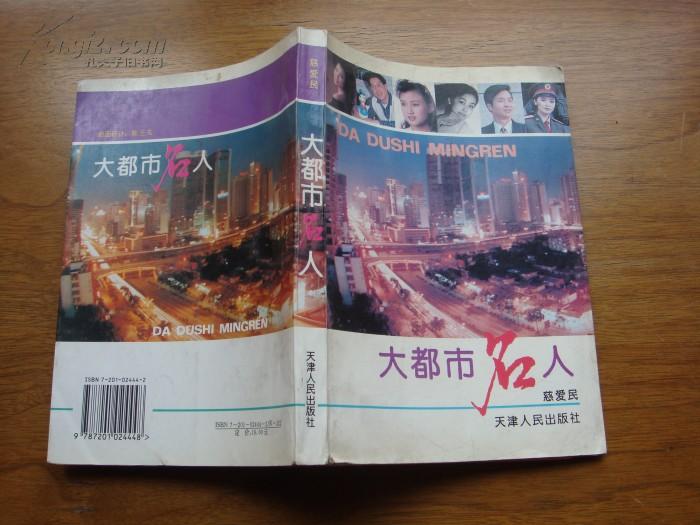 Kongfz.com
孔夫子旧书网
大都市名人
DA DUSHI MINGREN
ISBN 7-201-02444-2
9 787201 024448 >
慈爱民
大都市名人
天津人民出版社
DA DUSHI MINGREN
大都市名人
慈爱民
天津人民出版社